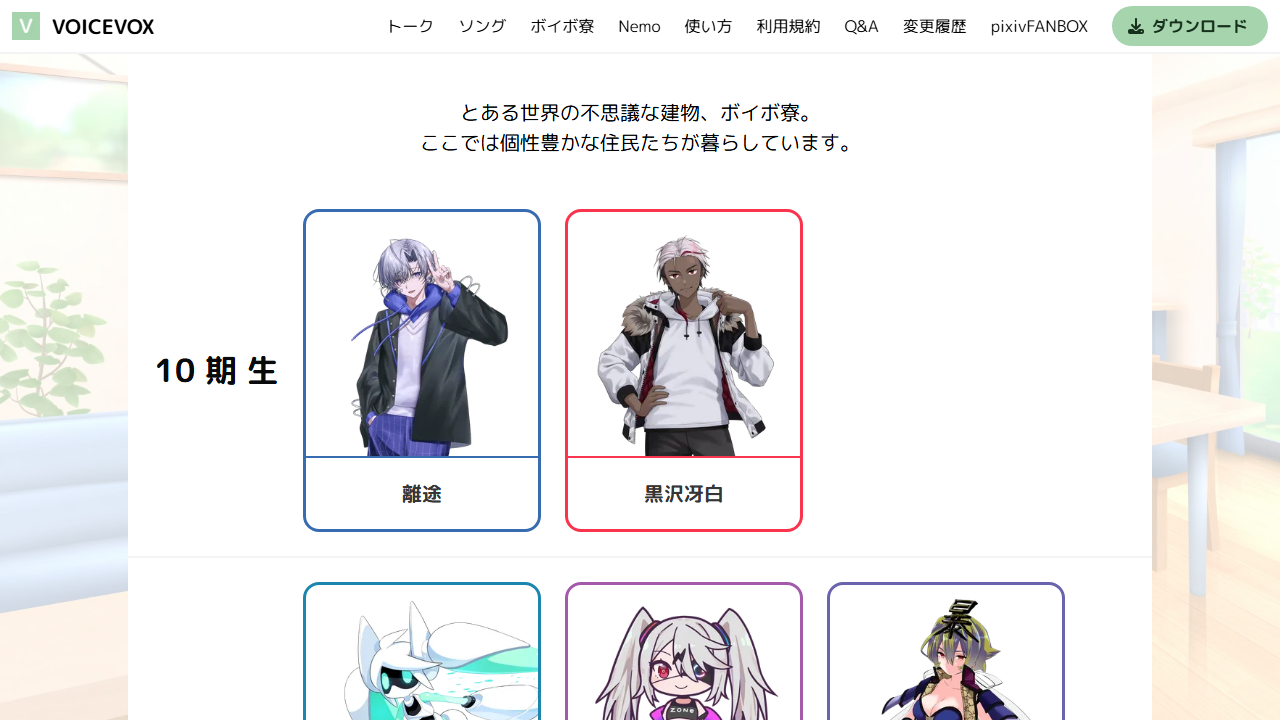 V VOICEVOX トーク ソング ボイボ寮 Nemo 使い方 利用規約 Q&A 変更履歴 pixivFANBOX ダウンロード
とある世界の不思議な建物、ボイボ寮。
ここでは個性豊かな住民たちが暮らしています。
10 期 生
離途 黒沢冴白
ZONE